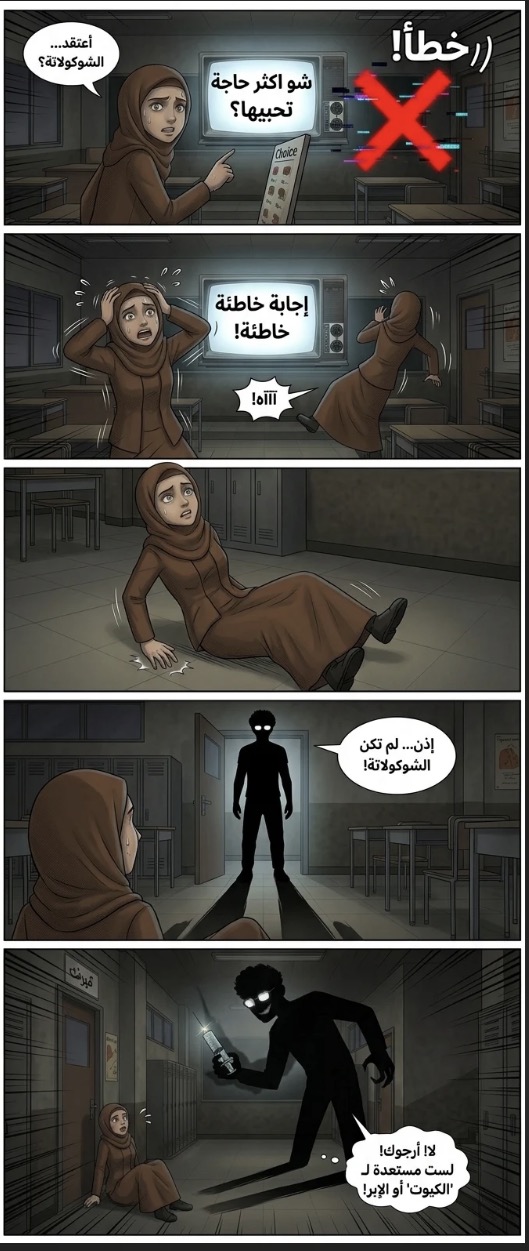 أعتقد...
الشوكولاتة؟
شو اكثر حاجة
تحبيها؟
خطأ!
Choice
إجابة خاطئة
خاطئة!
آآآه!
إذن... لم تكن
الشوكولاتة!
لا! أرجوك!
لست مستعدة لـ
'الكيوت' أو الإبر!